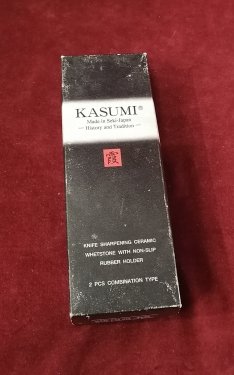 KASUMI®
Made in Seki-Japan
— History and Tradition —
霞
KNIFE SHARPENING CERAMIC
WHETSTONE WITH NON-SLIP
RUBBER HOLDER
2 PCS COMBINATION TYPE